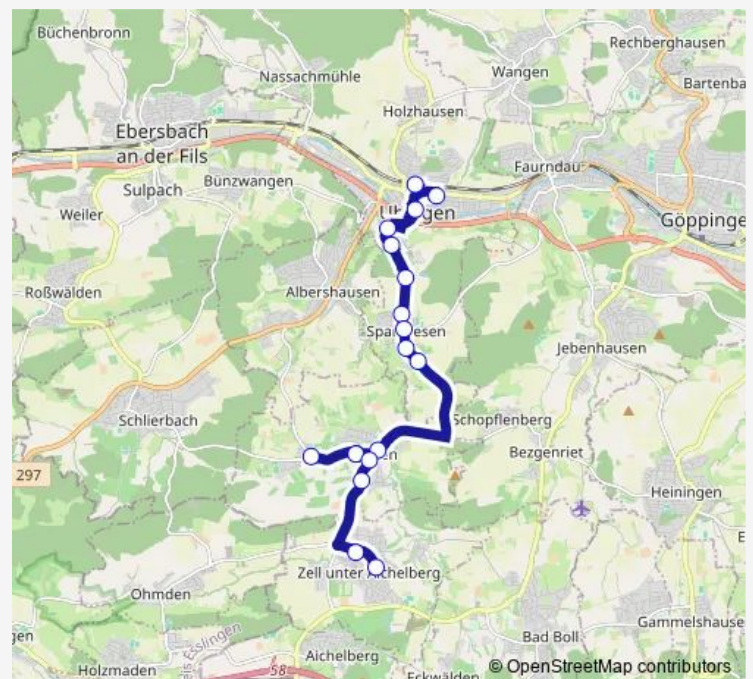 Büchenbronn
Rechberghausen
Nassachmühle
Wangen
Bartenba
Holzhausen
Ebersbach
an der Fils
Faurndau
Sulpach
Bünzwangen
Weiler
Göppinge
Roßwälden
Albershausen
Jebenhausen
Schlierbach
Schopflenberg
Bezgenriet
297
Heiningen
Zell unter Aichelberg
Ohmden
Gammelshause
Bad Boll
Aichelberg
58
Holzmaden
Eckwälden
© OpenStreetMap contributors